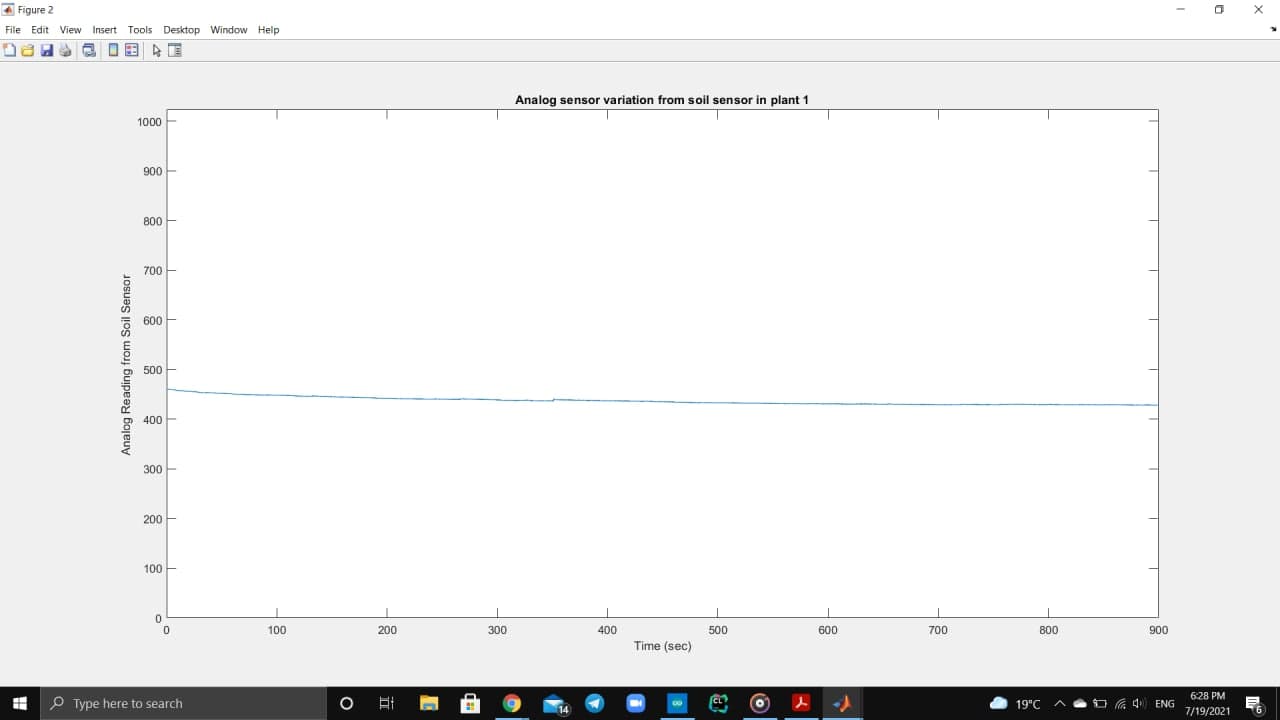 Figure 2
File Edit View Insert Tools Desktop Window Help
Analog sensor variation from soil sensor in plant 1
1000
900
800
700
600
500
400
300
200
100
0
Analog Reading from Soil Sensor
0 100 200 300 400 500 600 700 800 900
Time (sec)
Type here to search
14
CL
19°C
ENG
6:28 PM
7/19/2021
6